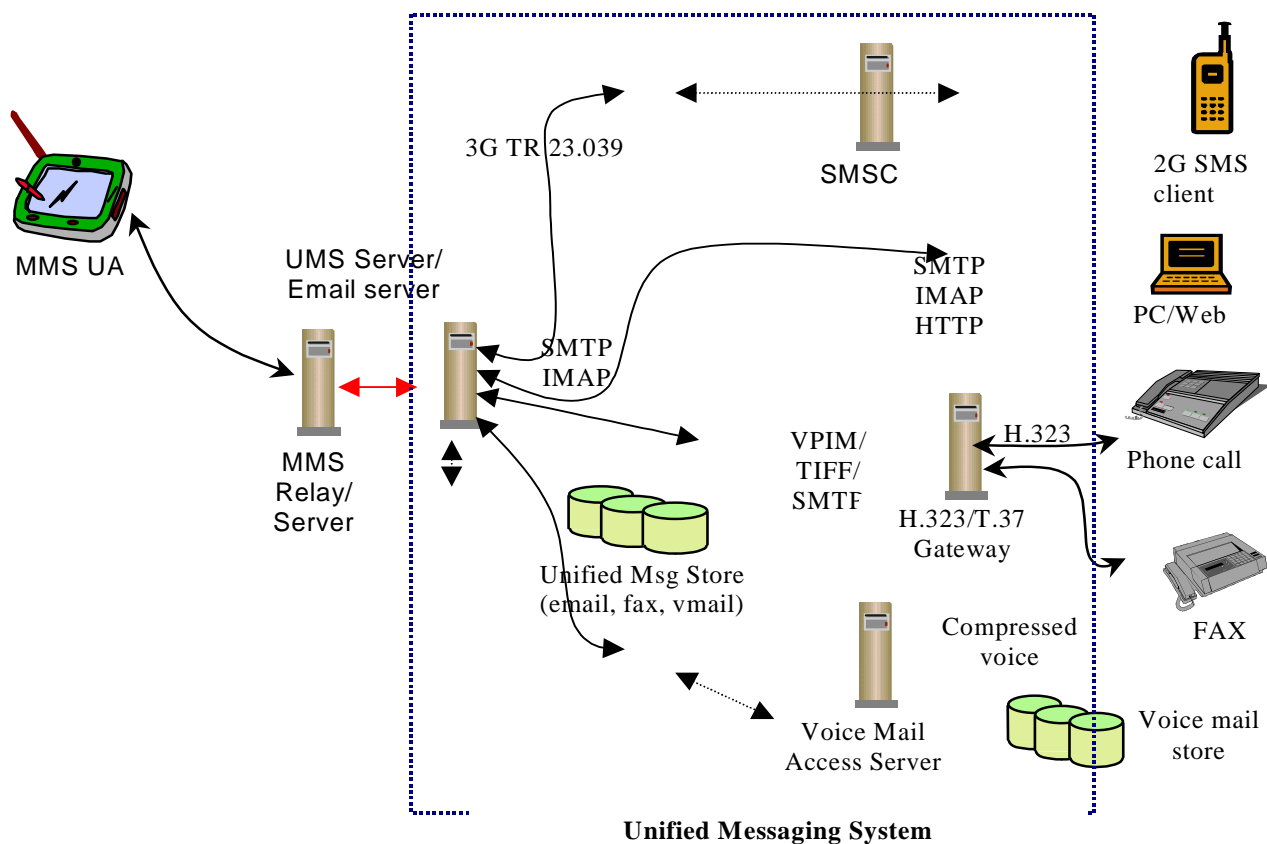 3G TR 23.039
SMSC
2G SMS
client
MMS UA
UMS Server/
Email server
SMTP
IMAP
HTTP
PC/Web
SMTP
IMAP
MMS
Relay/
Server
VPIM/
TIFF/
SMTP
H.323
Phone call
H.323/T.37
Gateway
Unified Msg Store
(email, fax, vmail)
FAX
Compressed
voice
Voice Mail
Access Server
Voice mail
store
Unified Messaging System